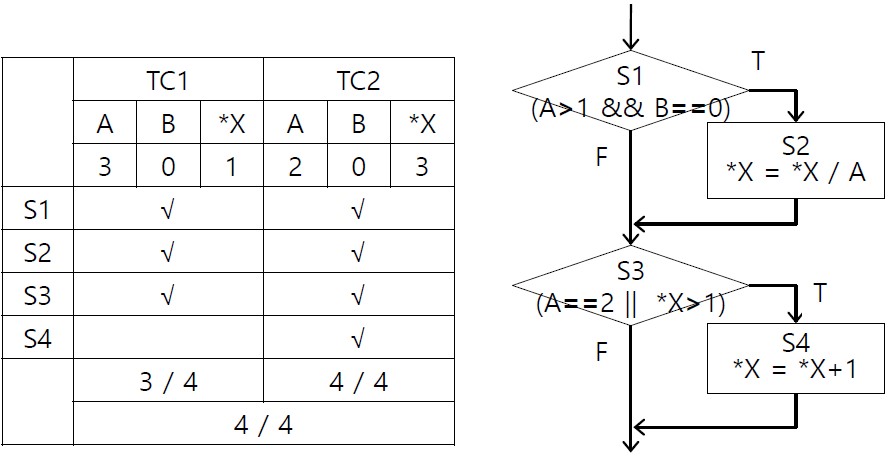 TC1 TC2
A B *X A B *X
3 0 1 2 0 3
S1 √ √
S2 √ √
S3 √ √
S4 √
3 / 4 4 / 4
4 / 4
S1
(A>1 && B==0)
T
F
S2
*X = *X / A
S3
(A==2 || *X>1)
T
F
S4
*X = *X+1